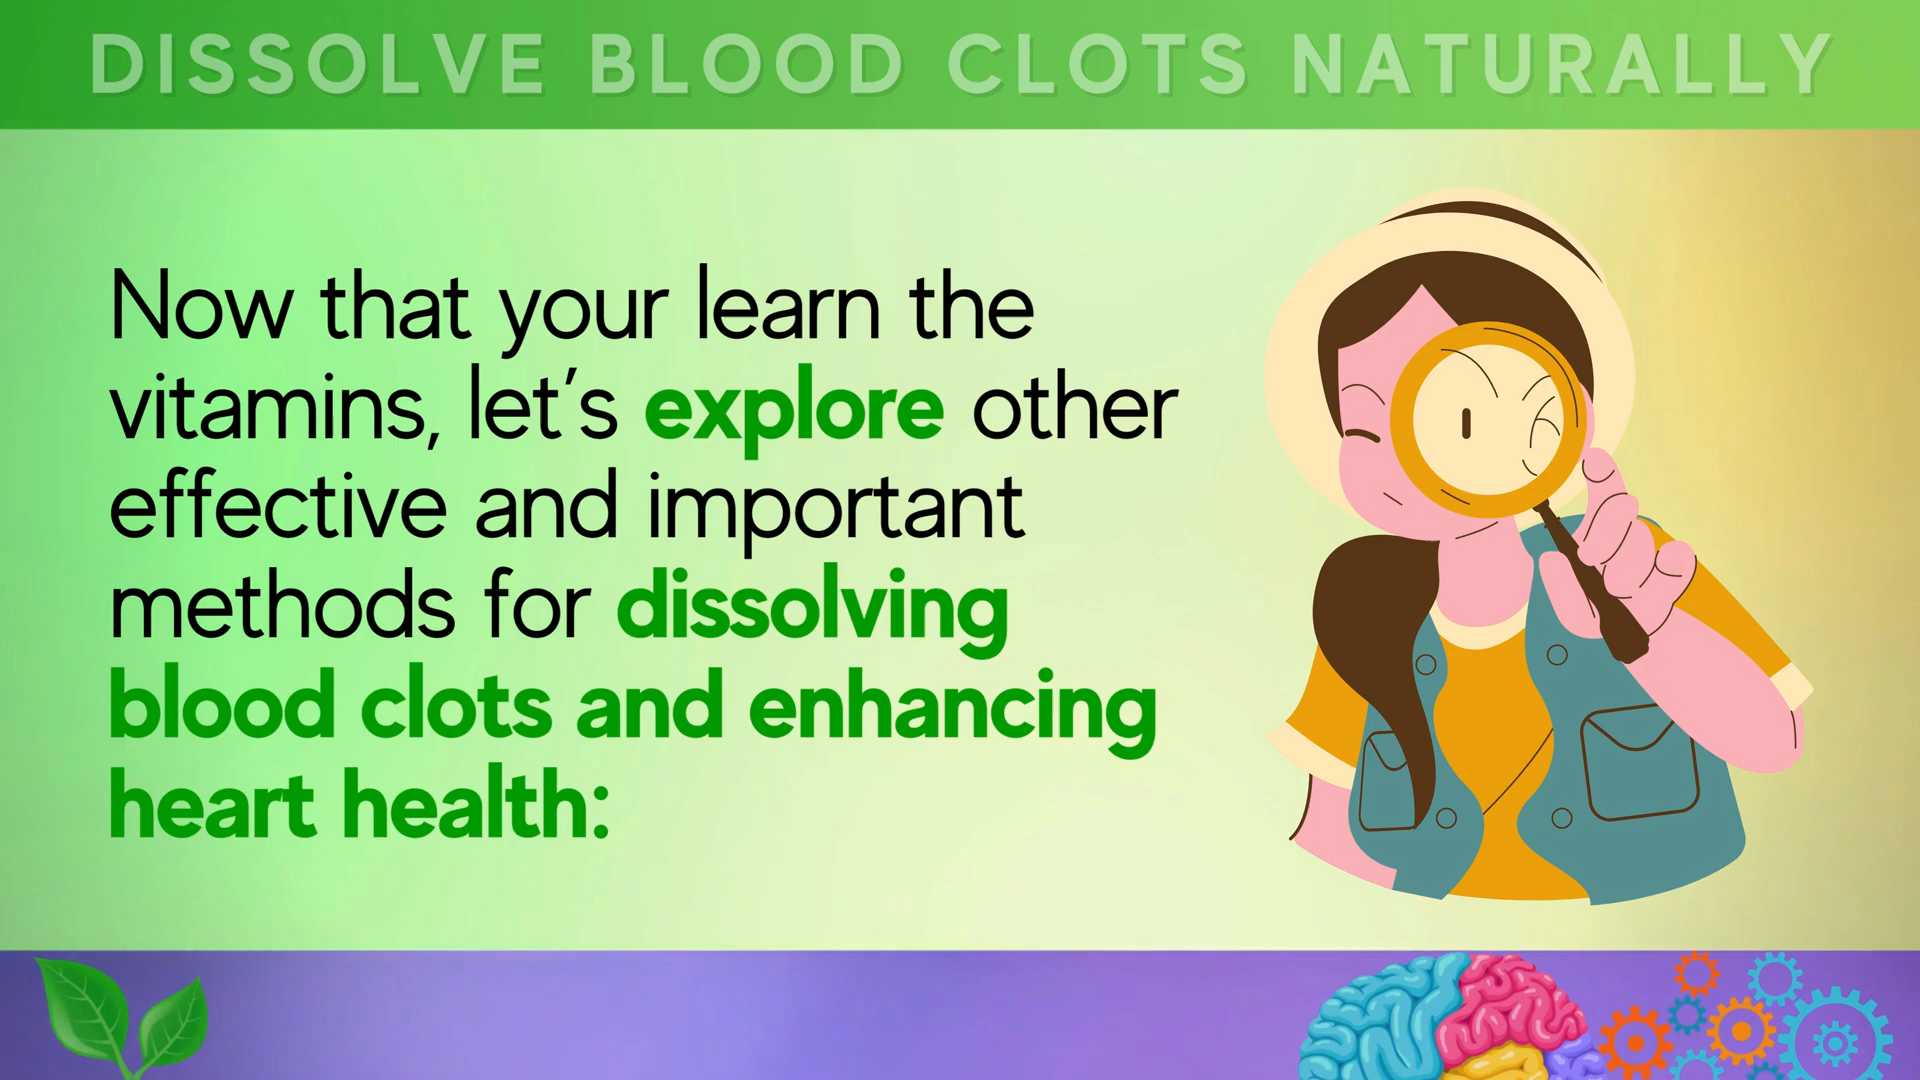 DISSOLVE BLOOD CLOTS NATURALLY
Now that your learn the
vitamins, let’s explore other
effective and important
methods for dissolving
blood clots and enhancing
heart health: